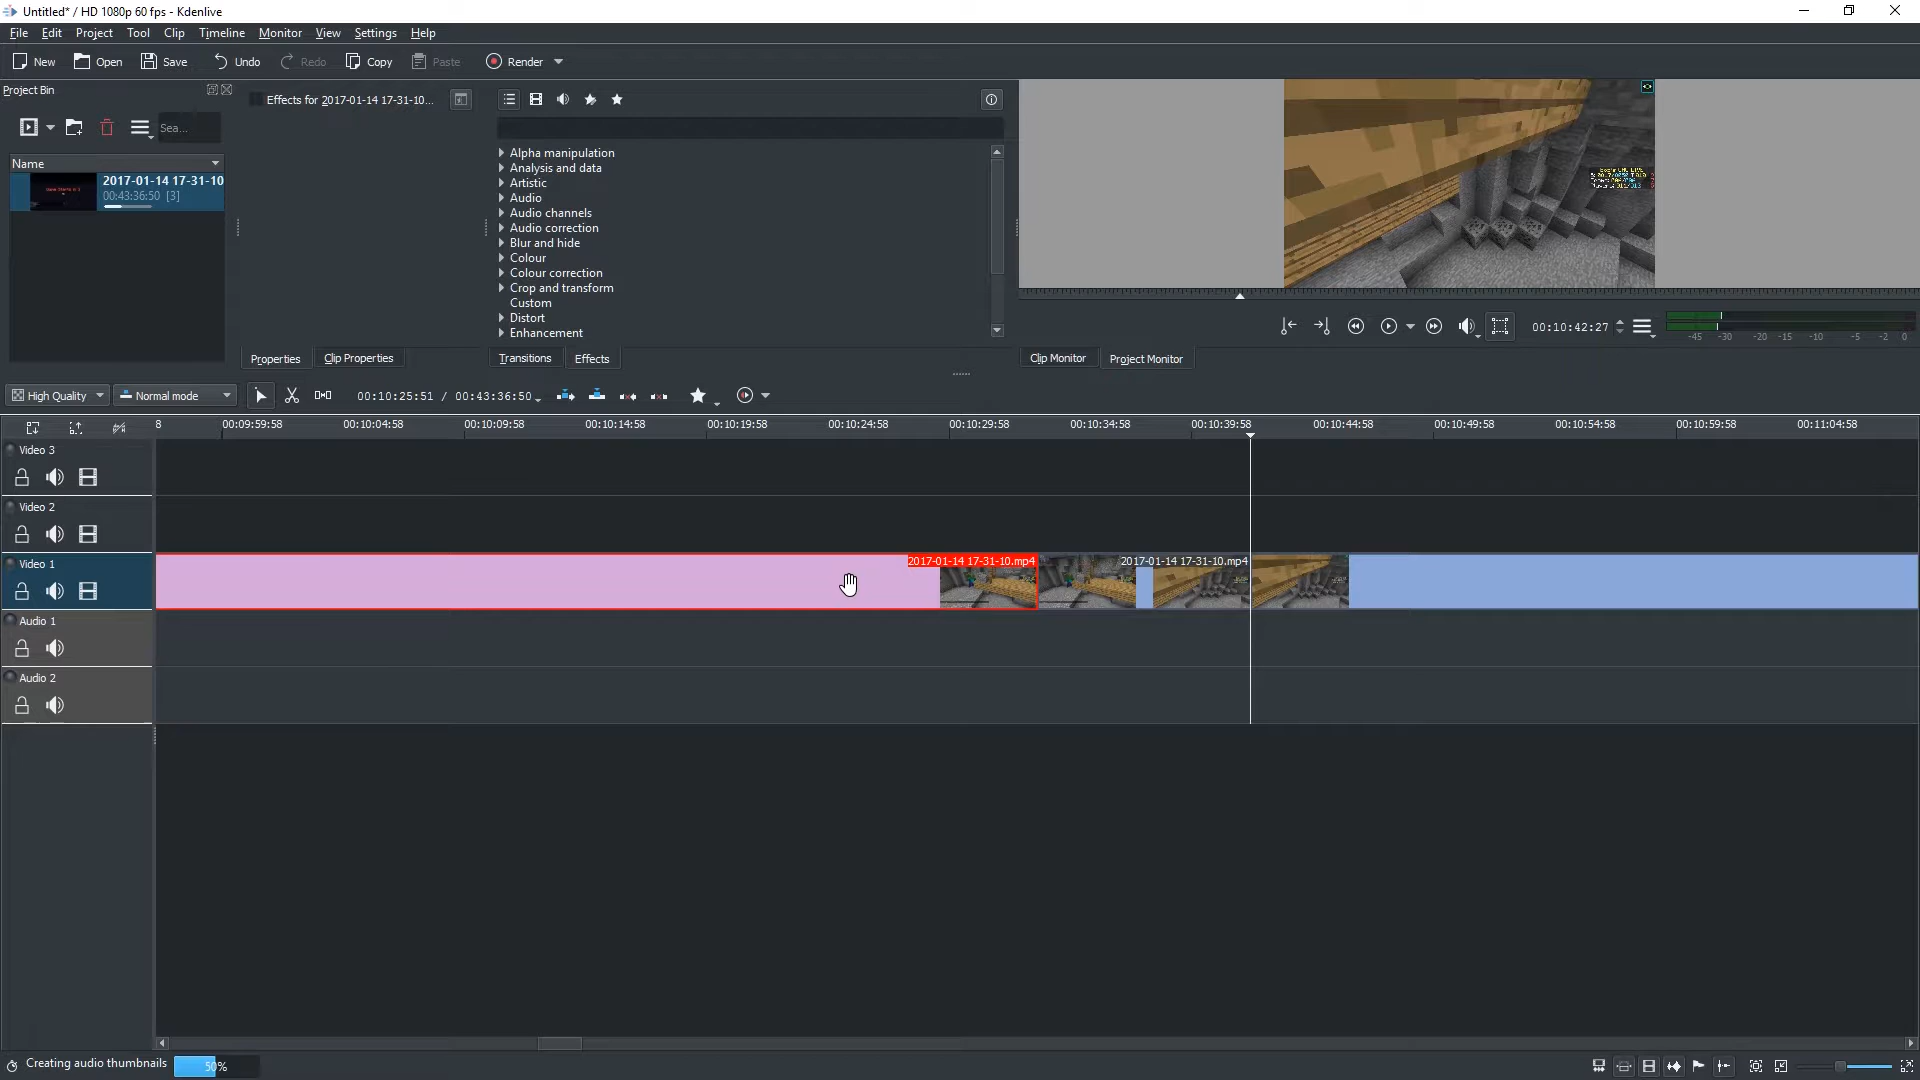 Untitled* / HD 1080p 60 fps - Kdenlive
File Edit Project Tool Clip Timeline Monitor View Settings Help
New Open Save Undo Redo Copy Paste Render
Project Bin
Effects for 2017-01-14 17-31-10...
Sea...
Name
2017-01-14 17-31-10
00:43:36:50 [3]
Alpha manipulation
Analysis and data
Artistic
Audio
Audio channels
Audio correction
Blur and hide
Colour
Colour correction
Crop and transform
Custom
Distort
Enhancement
00:10:42:27
-45 -30 -20 -15 -10 -5 -2 0
Properties Clip Properties Transitions Effects Clip Monitor Project Monitor
High Quality Normal mode 00:10:25:51 / 00:43:36:50
8 00:09:59:58 00:10:04:58 00:10:09:58 00:10:14:58 00:10:19:58 00:10:24:58 00:10:29:58 00:10:34:58 00:10:39:58 00:10:44:58 00:10:49:58 00:10:54:58 00:10:59:58 00:11:04:58
Video 3
Video 2
Video 1
2017-01-14 17-31-10.mp4 2017-01-14 17-31-10.mp4
Audio 1
Audio 2
Creating audio thumbnails 50%